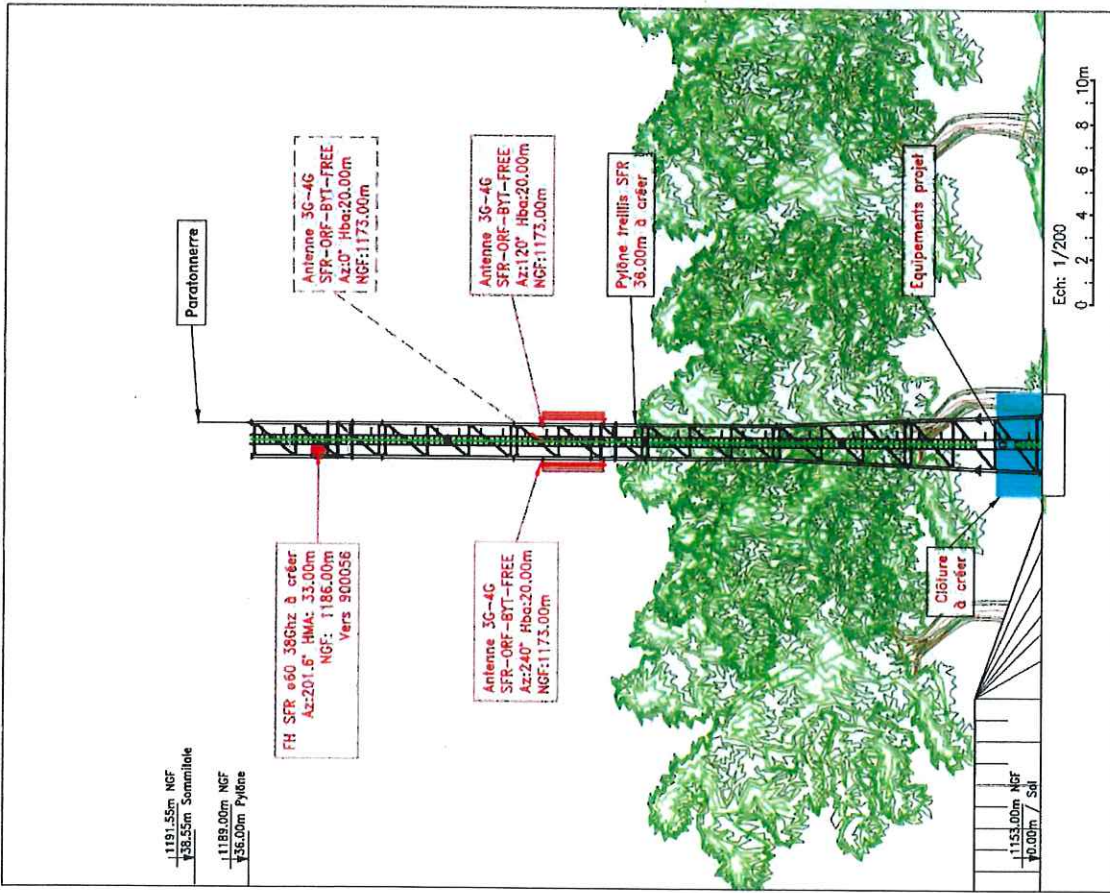 1191.55m NGF
38.55m Sommitale
1189.00m NGF
36.00m Pylône
Paratonnerre
FH SFR ø60 38Ghz à créer
Az:201.6° HMA: 33.00m
NGF: 1186.00m
Vers 900056
Antenne 3G-4G
SFR-ORF-BYT-FREE
Az:0° Hba:20.00m
NGF:1173.00m
Antenne 3G-4G
SFR-ORF-BYT-FREE
Az:240° Hba:20.00m
NGF:1173.00m
Antenne 3G-4G
SFR-ORF-BYT-FREE
Az:120° Hba:20.00m
NGF:1173.00m
Pylône treillis SFR
36.00m à créer
Clôture
à créer
Equipements projet
1153.00m NGF
0.00m / Sol
Ech: 1/200
0 2 4 6 8 10m